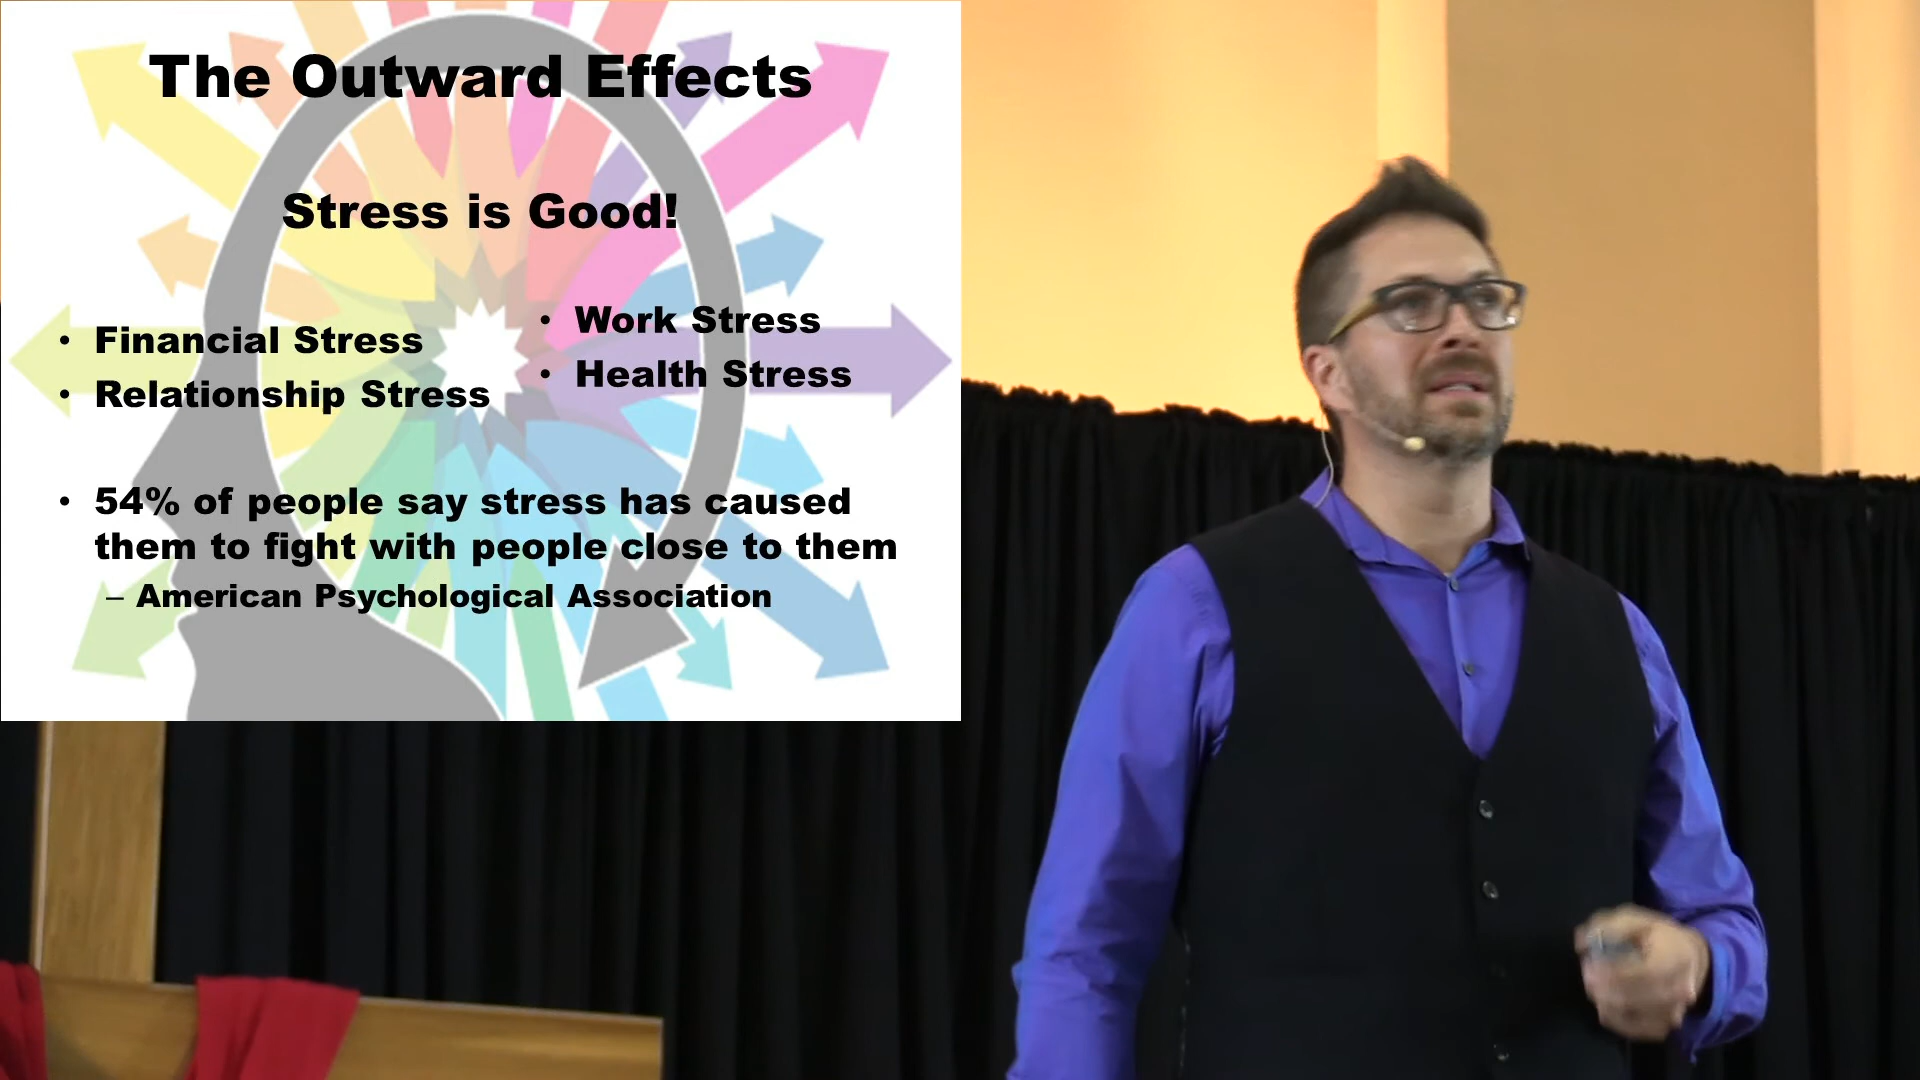 The Outward Effects
Stress is Good!
• Financial Stress
• Relationship Stress
• Work Stress
• Health Stress
• 54% of people say stress has caused
them to fight with people close to them
– American Psychological Association